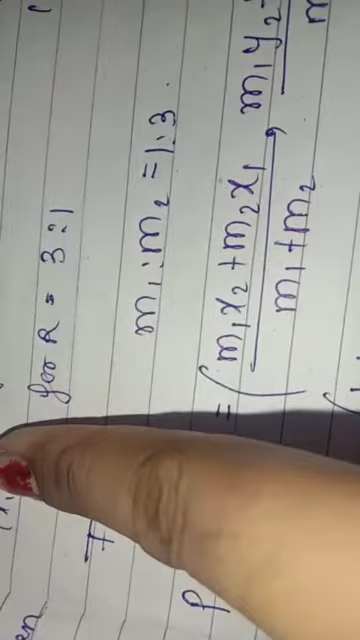 for R = 3:1
m₁:m₂ = 1:3.
= ( m₁x₂ + m₂x₁ / m₁ + m₂ , m₁y₂
P